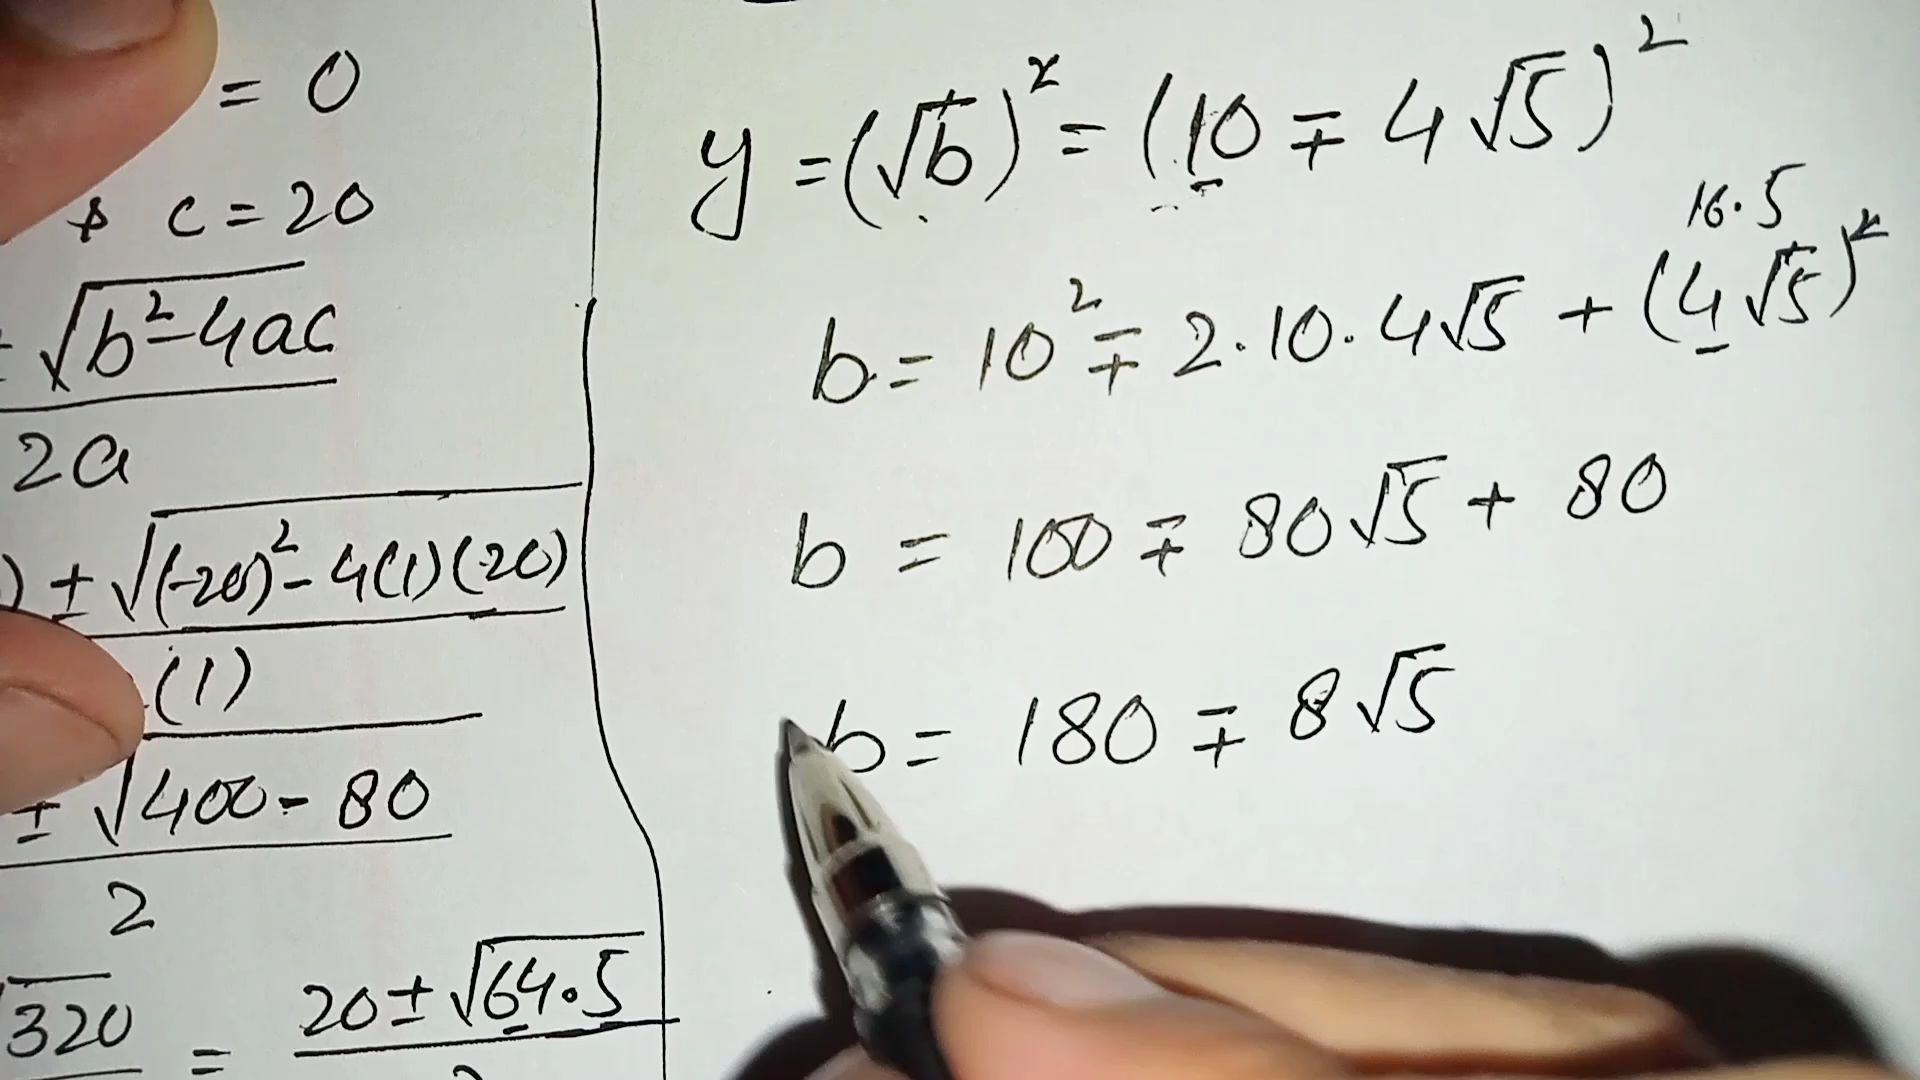 = 0
c = 20
√b²-4ac
2a
) ± √(-20)² - 4(1)(20)
(1)
± √400 - 80
2
√320 = 20 ± √64·5
y = (√b)² = (10 ∓ 4√5)²
16·5
b = 10² ∓ 2·10·4√5 + (4√5)²
b = 100 ∓ 80√5 + 80
b = 180 ∓ 8√5